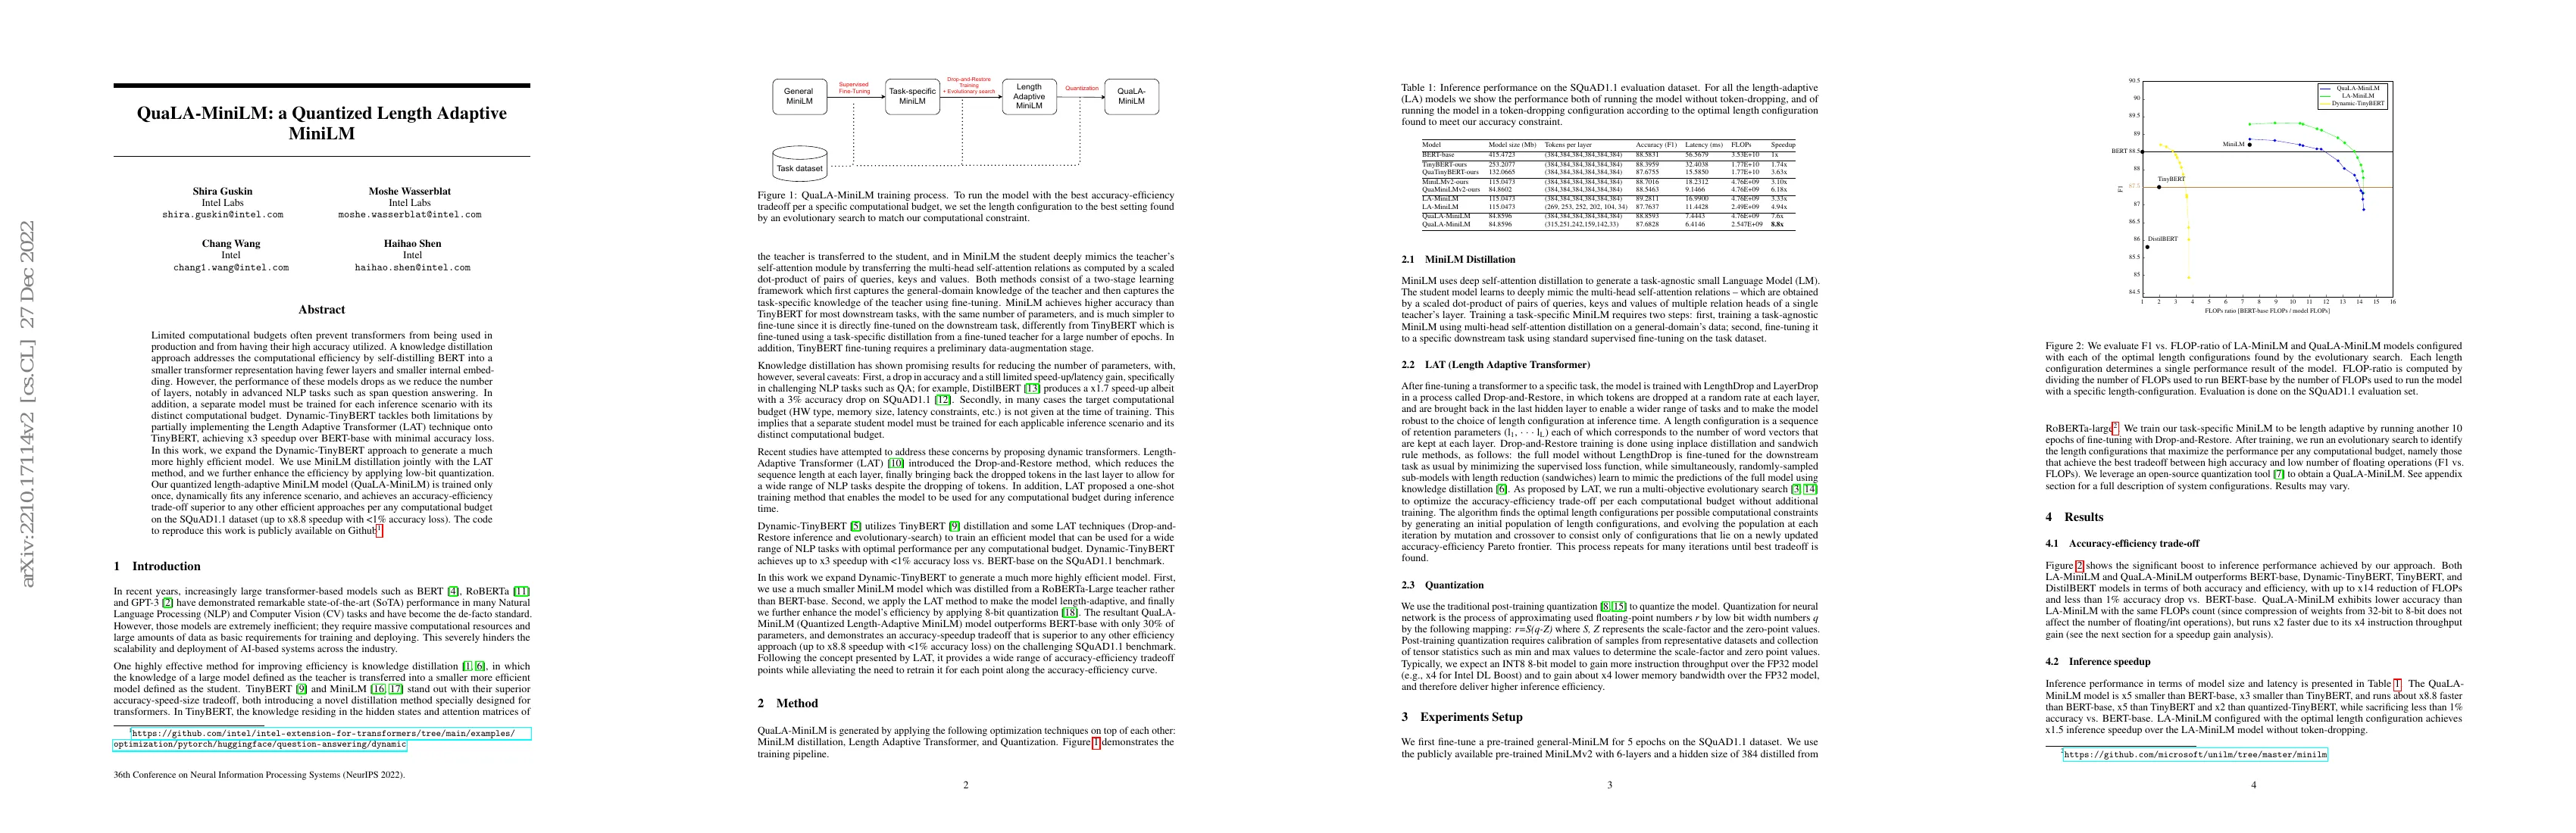 arXiv:2210.17114v2 [cs.CL] 27 Dec 2022
QuaLA-MiniLM: a Quantized Length Adaptive
MiniLM
Shira Guskin
Intel Labs
shira.guskin@intel.com
Moshe Wasserblat
Intel Labs
moshe.wasserblat@intel.com
Chang Wang
Intel
chang1.wang@intel.com
Haihao Shen
Intel
haihao.shen@intel.com
Abstract
Limited computational budgets often prevent transformers from being used in
production and from having their high accuracy utilized. A knowledge distillation
approach addresses the computational efficiency by self-distilling BERT into a
smaller transformer representation having fewer layers and smaller internal embed-
ding. However, the performance of these models drops as we reduce the number
of layers, notably in advanced NLP tasks such as span question answering. In
addition, a separate model must be trained for each inference scenario with its
distinct computational budget. Dynamic-TinyBERT tackles both limitations by
partially implementing the Length Adaptive Transformer (LAT) technique onto
TinyBERT, achieving x3 speedup over BERT-base with minimal accuracy loss.
In this work, we expand the Dynamic-TinyBERT approach to generate a much
more highly efficient model. We use MiniLM distillation jointly with the LAT
method, and we further enhance the efficiency by applying low-bit quantization.
Our quantized length-adaptive MiniLM model (QuaLA-MiniLM) is trained only
once, dynamically fits any inference scenario, and achieves an accuracy-efficiency
trade-off superior to any other efficient approaches per any computational budget
on the SQuAD1.1 dataset (up to x8.8 speedup with <1% accuracy loss). The code
to reproduce this work is publicly available on Github1.
1 Introduction
In recent years, increasingly large transformer-based models such as BERT [4], RoBERTa [11]
and GPT-3 [2] have demonstrated remarkable state-of-the-art (SoTA) performance in many Natural
Language Processing (NLP) and Computer Vision (CV) tasks and have become the de-facto standard.
However, those models are extremely inefficient; they require massive computational resources and
large amounts of data as basic requirements for training and deploying. This severely hinders the
scalability and deployment of AI-based systems across the industry.
One highly effective method for improving efficiency is knowledge distillation [1, 6], in which
the knowledge of a large model defined as the teacher is transferred into a smaller more efficient
model defined as the student. TinyBERT [9] and MiniLM [16, 17] stand out with their superior
accuracy-speed-size tradeoff, both introducing a novel distillation method specially designed for
transformers. In TinyBERT, the knowledge residing in the hidden states and attention matrices of
1https://github.com/intel/intel-extension-for-transformers/tree/main/examples/
optimization/pytorch/huggingface/question-answering/dynamic
36th Conference on Neural Information Processing Systems (NeurIPS 2022).
General
MiniLM
Supervised
Fine-Tuning
Task-specific
MiniLM
Drop-and-Restore
Training
+ Evolutionary search
Length
Adaptive
MiniLM
Quantization
QuaLA-
MiniLM
Task dataset
Figure 1: QuaLA-MiniLM training process. To run the model with the best accuracy-efficiency
tradeoff per a specific computational budget, we set the length configuration to the best setting found
by an evolutionary search to match our computational constraint.
the teacher is transferred to the student, and in MiniLM the student deeply mimics the teacher's
self-attention module by transferring the multi-head self-attention relations as computed by a scaled
dot-product of pairs of queries, keys and values. Both methods consist of a two-stage learning
framework which first captures the general-domain knowledge of the teacher and then captures the
task-specific knowledge of the teacher using fine-tuning. MiniLM achieves higher accuracy than
TinyBERT for most downstream tasks, with the same number of parameters, and is much simpler to
fine-tune since it is directly fine-tuned on the downstream task, differently from TinyBERT which is
fine-tuned using a task-specific distillation from a fine-tuned teacher for a large number of epochs. In
addition, TinyBERT fine-tuning requires a preliminary data-augmentation stage.
Knowledge distillation has shown promising results for reducing the number of parameters, with,
however, several caveats: First, a drop in accuracy and a still limited speed-up/latency gain, specifically
in challenging NLP tasks such as QA; for example, DistilBERT [13] produces a x1.7 speed-up albeit
with a 3% accuracy drop on SQuAD1.1 [12]. Secondly, in many cases the target computational
budget (HW type, memory size, latency constraints, etc.) is not given at the time of training. This
implies that a separate student model must be trained for each applicable inference scenario and its
distinct computational budget.
Recent studies have attempted to address these concerns by proposing dynamic transformers. Length-
Adaptive Transformer (LAT) [10] introduced the Drop-and-Restore method, which reduces the
sequence length at each layer, finally bringing back the dropped tokens in the last layer to allow for
a wide range of NLP tasks despite the dropping of tokens. In addition, LAT proposed a one-shot
training method that enables the model to be used for any computational budget during inference
time.
Dynamic-TinyBERT [5] utilizes TinyBERT [9] distillation and some LAT techniques (Drop-and-
Restore inference and evolutionary-search) to train an efficient model that can be used for a wide
range of NLP tasks with optimal performance per any computational budget. Dynamic-TinyBERT
achieves up to x3 speedup with <1% accuracy loss vs. BERT-base on the SQuAD1.1 benchmark.
In this work we expand Dynamic-TinyBERT to generate a much more highly efficient model. First,
we use a much smaller MiniLM model which was distilled from a RoBERTa-Large teacher rather
than BERT-base. Second, we apply the LAT method to make the model length-adaptive, and finally
we further enhance the model's efficiency by applying 8-bit quantization [18]. The resultant QuaLA-
MiniLM (Quantized Length-Adaptive MiniLM) model outperforms BERT-base with only 30% of
parameters, and demonstrates an accuracy-speedup tradeoff that is superior to any other efficiency
approach (up to x8.8 speedup with <1% accuracy loss) on the challenging SQuAD1.1 benchmark.
Following the concept presented by LAT, it provides a wide range of accuracy-efficiency tradeoff
points while alleviating the need to retrain it for each point along the accuracy-efficiency curve.
2 Method
QuaLA-MiniLM is generated by applying the following optimization techniques on top of each other:
MiniLM distillation, Length Adaptive Transformer, and Quantization. Figure 1 demonstrates the
training pipeline.
2
Table 1: Inference performance on the SQuAD1.1 evaluation dataset. For all the length-adaptive
(LA) models we show the performance both of running the model without token-dropping, and of
running the model in a token-dropping configuration according to the optimal length configuration
found to meet our accuracy constraint.
Model Model size (Mb) Tokens per layer Accuracy (F1) Latency (ms) FLOPs Speedup
BERT-base 415.4723 (384,384,384,384,384,384) 88.5831 56.5679 3.53E+10 1x
TinyBERT-ours 253.2077 (384,384,384,384,384,384) 88.3959 32.4038 1.77E+10 1.74x
QuaTinyBERT-ours 132.0665 (384,384,384,384,384,384) 87.6755 15.5850 1.77E+10 3.63x
MiniLMv2-ours 115.0473 (384,384,384,384,384,384) 88.7016 18.2312 4.76E+09 3.10x
QuaMiniLMv2-ours 84.8602 (384,384,384,384,384,384) 88.5463 9.1466 4.76E+09 6.18x
LA-MiniLM 115.0473 (384,384,384,384,384,384) 89.2811 16.9900 4.76E+09 3.33x
LA-MiniLM 115.0473 (269, 253, 252, 202, 104, 34) 87.7637 11.4428 2.49E+09 4.94x
QuaLA-MiniLM 84.8596 (384,384,384,384,384,384) 88.8593 7.4443 4.76E+09 7.6x
QuaLA-MiniLM 84.8596 (315,251,242,159,142,33) 87.6828 6.4146 2.547E+09 8.8x
2.1 MiniLM Distillation
MiniLM uses deep self-attention distillation to generate a task-agnostic small Language Model (LM).
The student model learns to deeply mimic the multi-head self-attention relations – which are obtained
by a scaled dot-product of pairs of queries, keys and values of multiple relation heads of a single
teacher's layer. Training a task-specific MiniLM requires two steps: first, training a task-agnostic
MiniLM using multi-head self-attention distillation on a general-domain's data; second, fine-tuning it
to a specific downstream task using standard supervised fine-tuning on the task dataset.
2.2 LAT (Length Adaptive Transformer)
After fine-tuning a transformer to a specific task, the model is trained with LengthDrop and LayerDrop
in a process called Drop-and-Restore, in which tokens are dropped at a random rate at each layer,
and are brought back in the last hidden layer to enable a wider range of tasks and to make the model
robust to the choice of length configuration at inference time. A length configuration is a sequence
of retention parameters (l1, · · · lL) each of which corresponds to the number of word vectors that
are kept at each layer. Drop-and-Restore training is done using inplace distillation and sandwich
rule methods, as follows: the full model without LengthDrop is fine-tuned for the downstream
task as usual by minimizing the supervised loss function, while simultaneously, randomly-sampled
sub-models with length reduction (sandwiches) learn to mimic the predictions of the full model using
knowledge distillation [6]. As proposed by LAT, we run a multi-objective evolutionary search [3, 14]
to optimize the accuracy-efficiency trade-off per each computational budget without additional
training. The algorithm finds the optimal length configurations per possible computational constraints
by generating an initial population of length configurations, and evolving the population at each
iteration by mutation and crossover to consist only of configurations that lie on a newly updated
accuracy-efficiency Pareto frontier. This process repeats for many iterations until best tradeoff is
found.
2.3 Quantization
We use the traditional post-training quantization [8, 15] to quantize the model. Quantization for neural
network is the process of approximating used floating-point numbers r by low bit width numbers q
by the following mapping: r=S(q-Z) where S, Z represents the scale-factor and the zero-point values.
Post-training quantization requires calibration of samples from representative datasets and collection
of tensor statistics such as min and max values to determine the scale-factor and zero point values.
Typically, we expect an INT8 8-bit model to gain more instruction throughput over the FP32 model
(e.g., x4 for Intel DL Boost) and to gain about x4 lower memory bandwidth over the FP32 model,
and therefore deliver higher inference efficiency.
3 Experiments Setup
We first fine-tune a pre-trained general-MiniLM for 5 epochs on the SQuAD1.1 dataset. We use
the publicly available pre-trained MiniLMv2 with 6-layers and a hidden size of 384 distilled from
3
90.5
90
89.5
89
BERT 88.5
88
87.5
87
86.5
86
85.5
85
84.5
F1
QuaLA-MiniLM
LA-MiniLM
Dynamic-TinyBERT
MiniLM
TinyBERT
DistilBERT
1 2 3 4 5 6 7 8 9 10 11 12 13 14 15 16
FLOPs ratio [BERT-base FLOPs / model FLOPs]
Figure 2: We evaluate F1 vs. FLOP-ratio of LA-MiniLM and QuaLA-MiniLM models configured
with each of the optimal length configurations found by the evolutionary search. Each length
configuration determines a single performance result of the model. FLOP-ratio is computed by
dividing the number of FLOPs used to run BERT-base by the number of FLOPs used to run the model
with a specific length-configuration. Evaluation is done on the SQuAD1.1 evaluation set.
RoBERTa-large2. We train our task-specific MiniLM to be length adaptive by running another 10
epochs of fine-tuning with Drop-and-Restore. After training, we run an evolutionary search to identify
the length configurations that maximize the performance per any computational budget, namely those
that achieve the best tradeoff between high accuracy and low number of floating operations (F1 vs.
FLOPs). We leverage an open-source quantization tool [7] to obtain a QuaLA-MiniLM. See appendix
section for a full description of system configurations. Results may vary.
4 Results
4.1 Accuracy-efficiency trade-off
Figure 2 shows the significant boost to inference performance achieved by our approach. Both
LA-MiniLM and QuaLA-MiniLM outperforms BERT-base, Dynamic-TinyBERT, TinyBERT, and
DistilBERT models in terms of both accuracy and efficiency, with up to x14 reduction of FLOPs
and less than 1% accuracy drop vs. BERT-base. QuaLA-MiniLM exhibits lower accuracy than
LA-MiniLM with the same FLOPs count (since compression of weights from 32-bit to 8-bit does not
affect the number of floating/int operations), but runs x2 faster due to its x4 instruction throughput
gain (see the next section for a speedup gain analysis).
4.2 Inference speedup
Inference performance in terms of model size and latency is presented in Table 1. The QuaLA-
MiniLM model is x5 smaller than BERT-base, x3 smaller than TinyBERT, and runs about x8.8 faster
than BERT-base, x5 than TinyBERT and x2 than quantized-TinyBERT, while sacrificing less than 1%
accuracy vs. BERT-base. LA-MiniLM configured with the optimal length configuration achieves
x1.5 inference speedup over the LA-MiniLM model without token-dropping.
2https://github.com/microsoft/unilm/tree/master/minilm
4